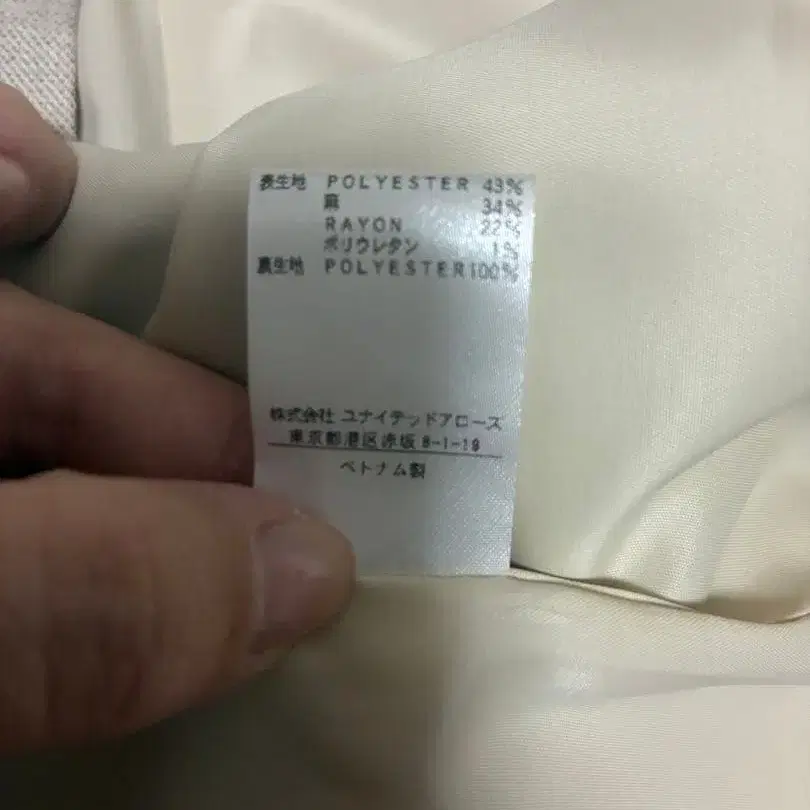 表生地 POLYESTER 43%
麻 34%
RAYON 22%
ポリウレタン 1%
裏生地 POLYESTER 100%
株式会社 ユナイテッドアローズ
東京都港区赤坂 8-1-19
ベトナム製